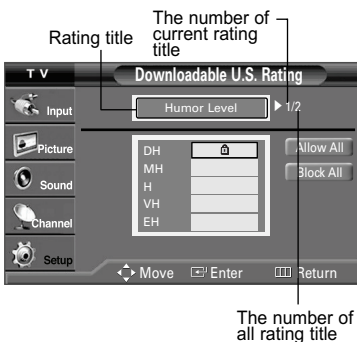 The number of
current rating
title
Rating title
T V
Downloadable U.S. Rating
Input
Humor Level
1/2
Picture
DH
Allow All
MH
Block All
Sound
H
VH
Channel
EH
Setup
Move
Enter
Return
The number of
all rating title